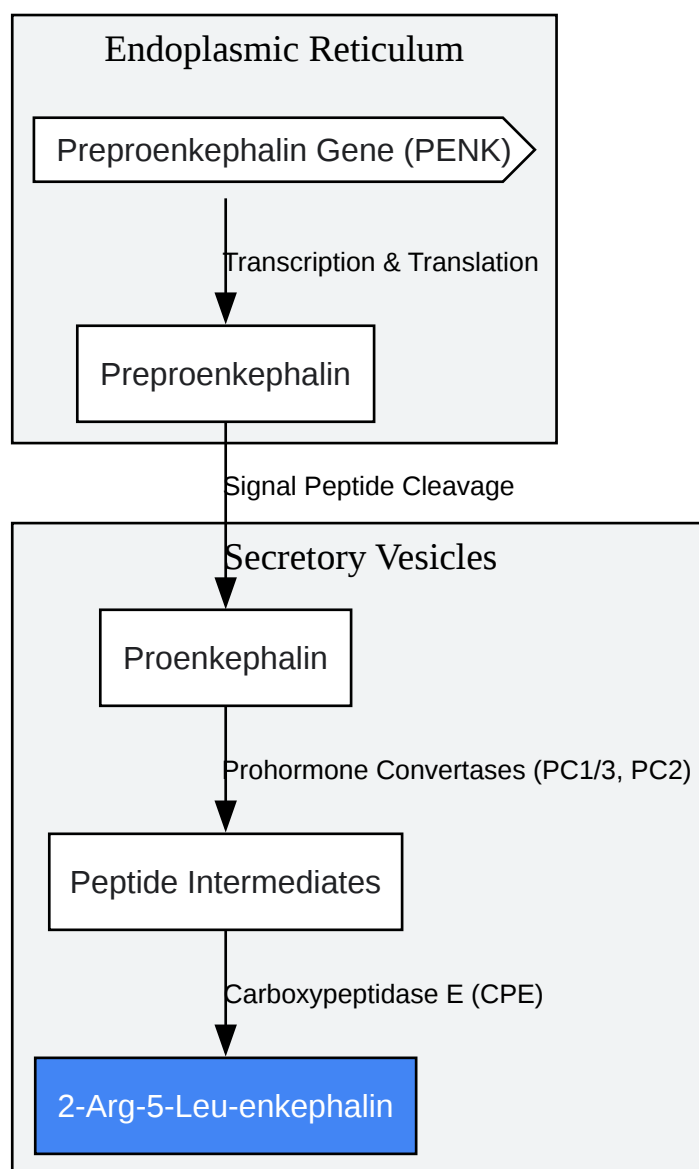 Endoplasmic Reticulum
Preproenkephalin Gene (PENK)
Transcription & Translation
Preproenkephalin
Signal Peptide Cleavage
Secretory Vesicles
Proenkephalin
Prohormone Convertases (PC1/3, PC2)
Peptide Intermediates
Carboxypeptidase E (CPE)
2-Arg-5-Leu-enkephalin